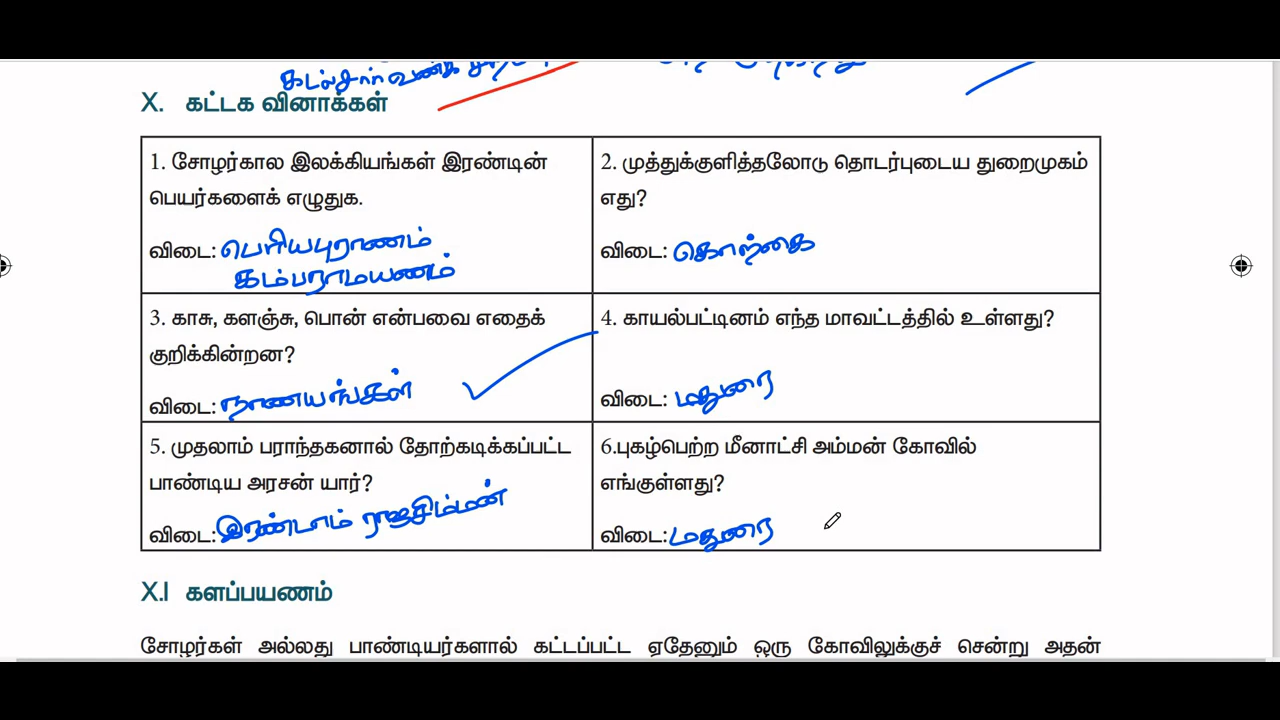 கடல்சார் வணிக
X. கட்டக வினாக்கள்
1. சோழர்கால இலக்கியங்கள் இரண்டின்
பெயர்களைக் எழுதுக.
விடை: பெரியபுராணம்
கம்பராமயணம்
2. முத்துக்குளித்தலோடு தொடர்புடைய துறைமுகம்
எது?
விடை: கொற்கை
3. காசு, களஞ்சு, பொன் என்பவை எதைக்
குறிக்கின்றன?
விடை: நாணயங்கள்
4. காயல்பட்டினம் எந்த மாவட்டத்தில் உள்ளது?
விடை: மதுரை
5. முதலாம் பராந்தகனால் தோற்கடிக்கப்பட்ட
பாண்டிய அரசன் யார்?
விடை: இரண்டாம் ராஜசிம்மன்
6.புகழ்பெற்ற மீனாட்சி அம்மன் கோவில்
எங்குள்ளது?
விடை: மதுரை
X.I களப்பயணம்
சோழர்கள் அல்லது பாண்டியர்களால் கட்டப்பட்ட ஏதேனும் ஒரு கோவிலுக்குச் சென்று அதன்